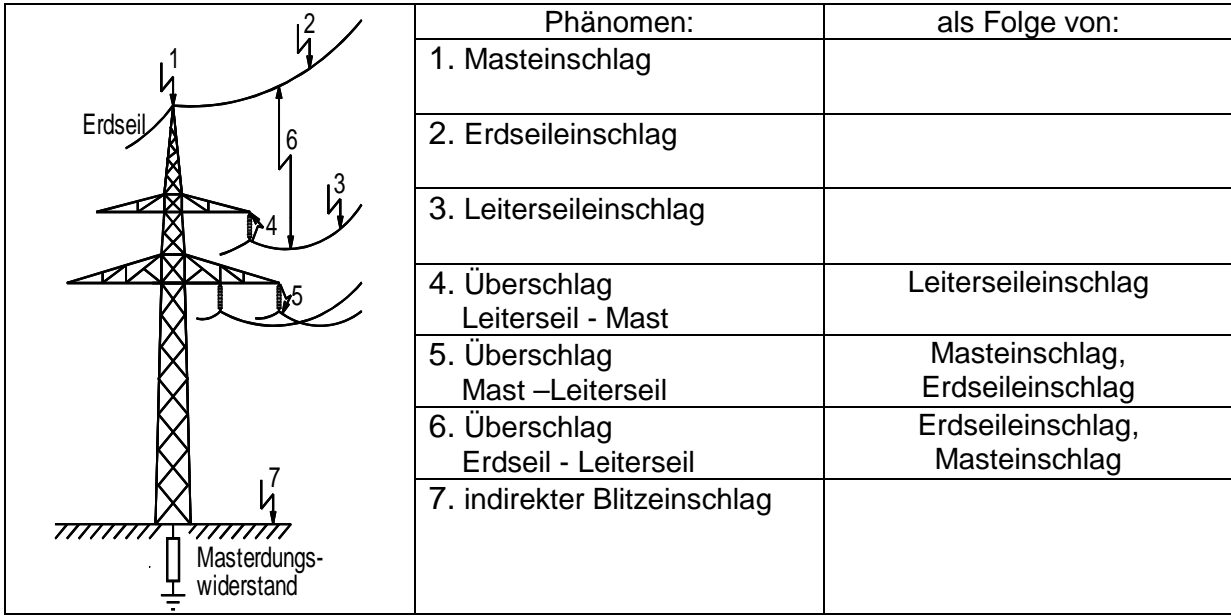 1
2
Erdseil
6
3
4
5
7
Masterdungs-
widerstand
Phänomen:
als Folge von:
1. Masteinschlag
2. Erdseileinschlag
3. Leiterseileinschlag
4. Überschlag
Leiterseil - Mast
Leiterseileinschlag
5. Überschlag
Mast –Leiterseil
Masteinschlag,
Erdseileinschlag
6. Überschlag
Erdseil - Leiterseil
Erdseileinschlag,
Masteinschlag
7. indirekter Blitzeinschlag